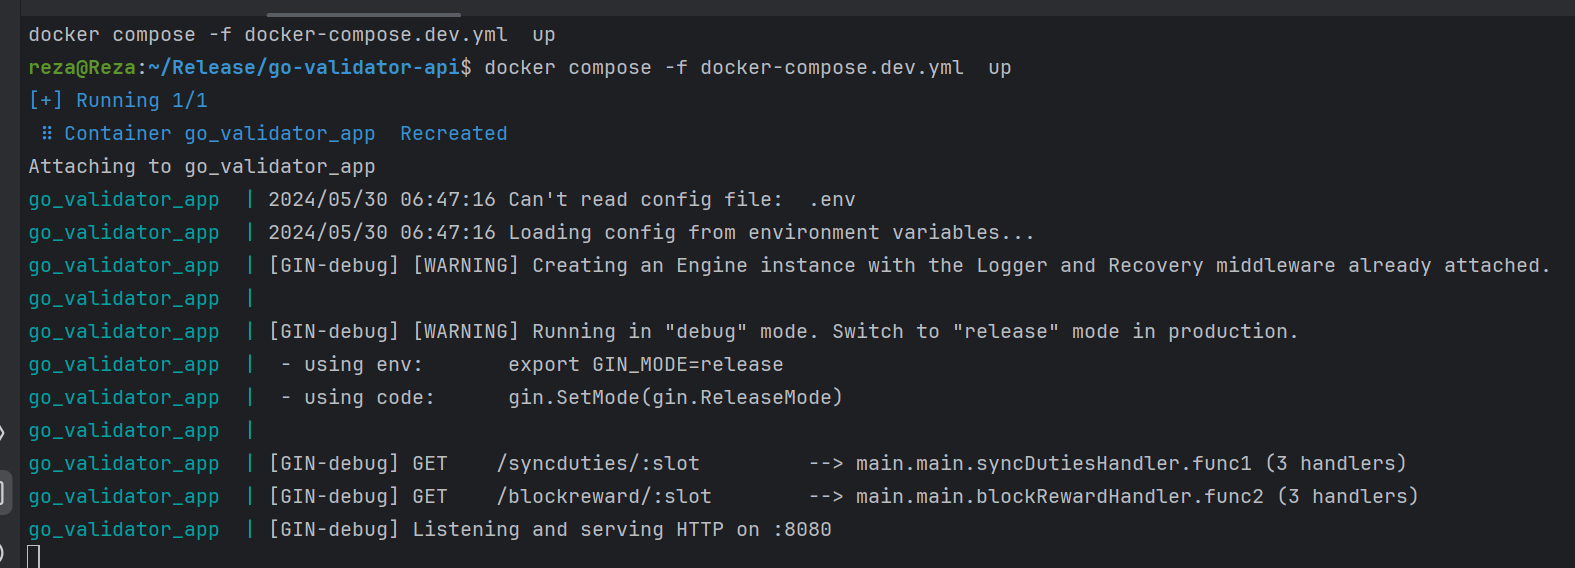 docker compose -f docker-compose.dev.yml  up
reza@Reza:~/Release/go-validator-api$ docker compose -f docker-compose.dev.yml  up
[+] Running 1/1
 ⠿ Container go_validator_app  Recreated
Attaching to go_validator_app
go_validator_app  | 2024/05/30 06:47:16 Can't read config file:  .env
go_validator_app  | 2024/05/30 06:47:16 Loading config from environment variables...
go_validator_app  | [GIN-debug] [WARNING] Creating an Engine instance with the Logger and Recovery middleware already attached.
go_validator_app  |
go_validator_app  | [GIN-debug] [WARNING] Running in "debug" mode. Switch to "release" mode in production.
go_validator_app  |  - using env:       export GIN_MODE=release
go_validator_app  |  - using code:      gin.SetMode(gin.ReleaseMode)
go_validator_app  |
go_validator_app  | [GIN-debug] GET    /syncduties/:slot         --> main.main.syncDutiesHandler.func1 (3 handlers)
go_validator_app  | [GIN-debug] GET    /blockreward/:slot        --> main.main.blockRewardHandler.func2 (3 handlers)
go_validator_app  | [GIN-debug] Listening and serving HTTP on :8080